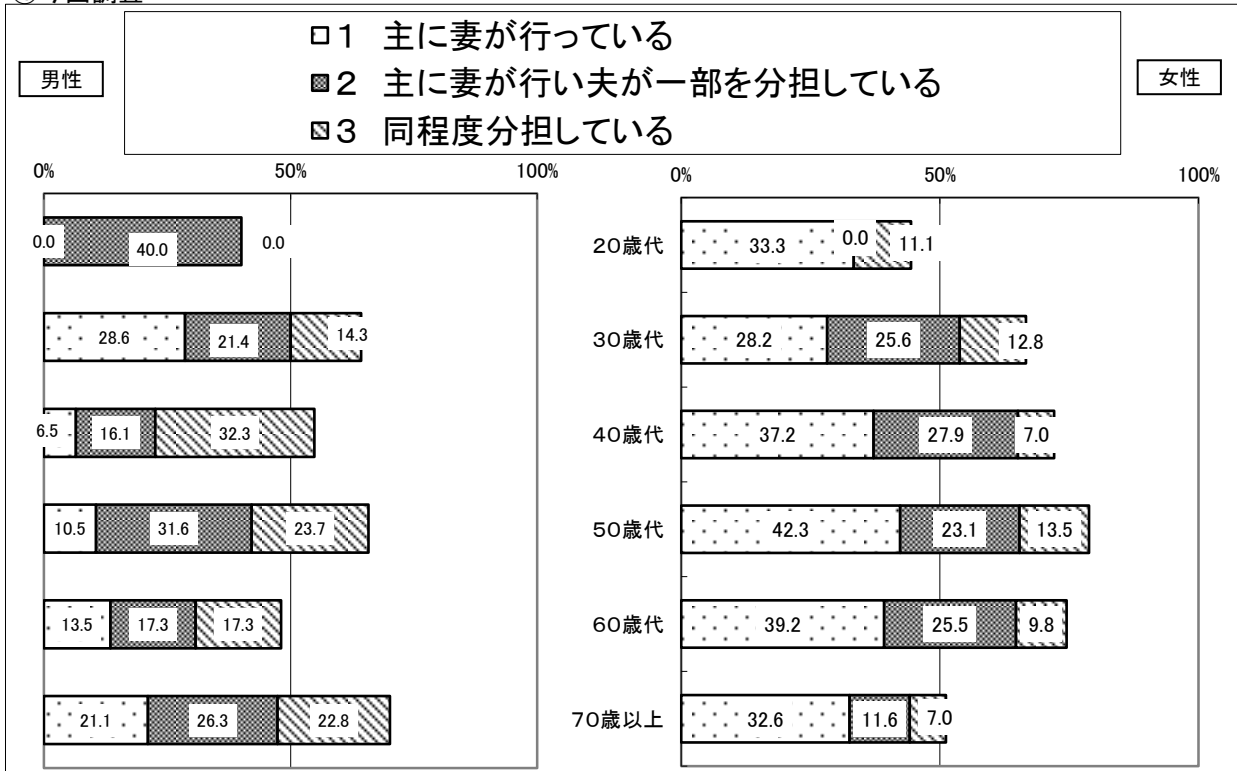 １ 主に妻が行っている
２ 主に妻が行い夫が一部を分担している
３ 同程度分担している
男性
女性
0% 50% 100%
0% 50% 100%
0.0 40.0 0.0 20歳代 33.3 0.0 11.1
28.6 21.4 14.3 30歳代 28.2 25.6 12.8
6.5 16.1 32.3 40歳代 37.2 27.9 7.0
10.5 31.6 23.7 50歳代 42.3 23.1 13.5
13.5 17.3 17.3 60歳代 39.2 25.5 9.8
21.1 26.3 22.8 70歳以上 32.6 11.6 7.0